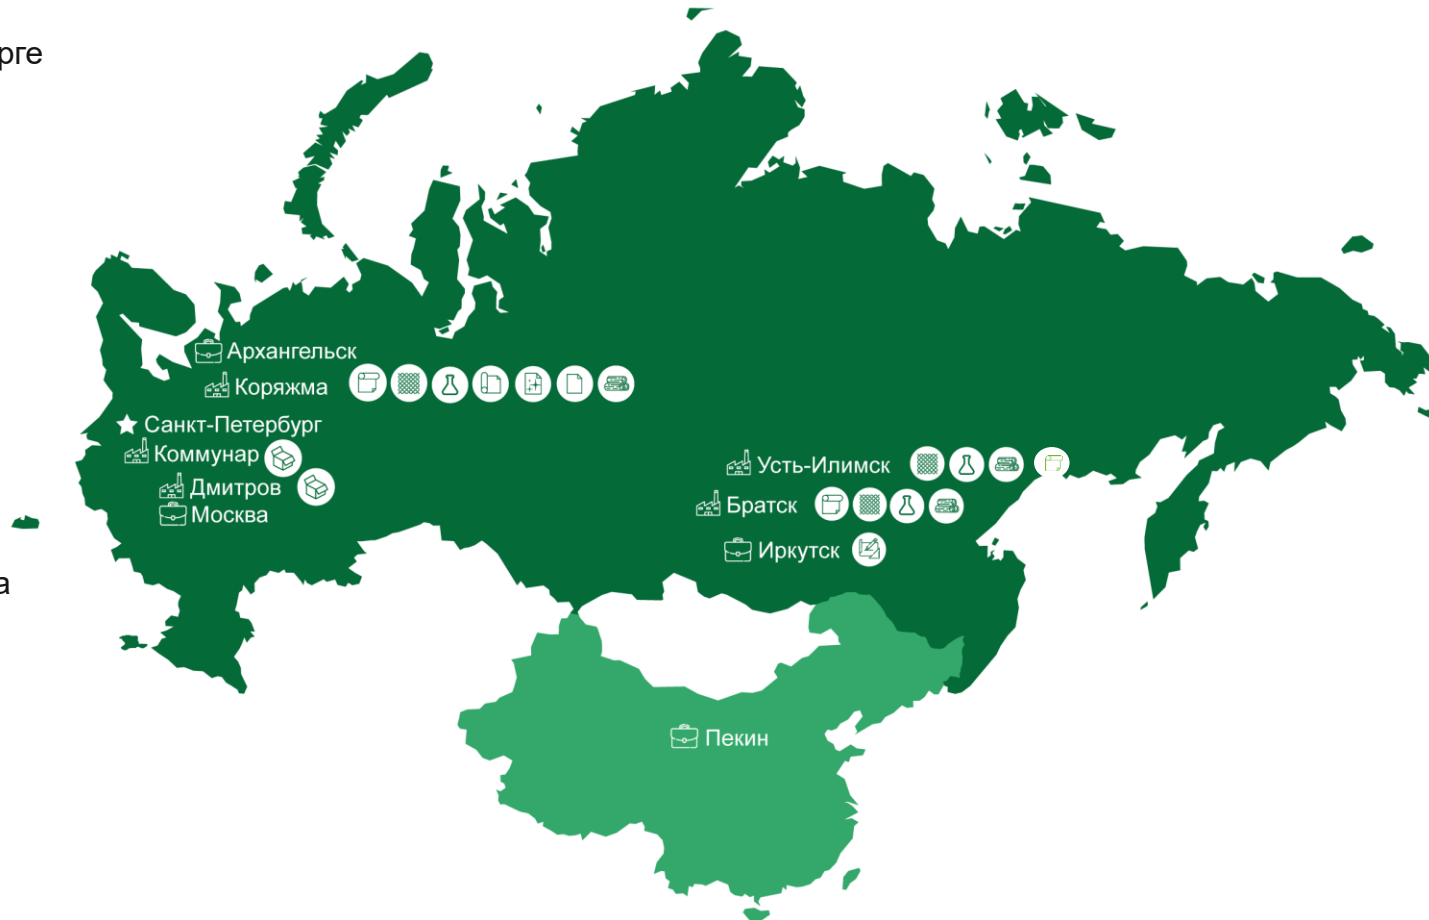 рге
Архангельск
Коряжма
Санкт-Петербург
Коммунар
Дмитров
Москва
Усть-Илимск
Братск
Иркутск
а
Пекин